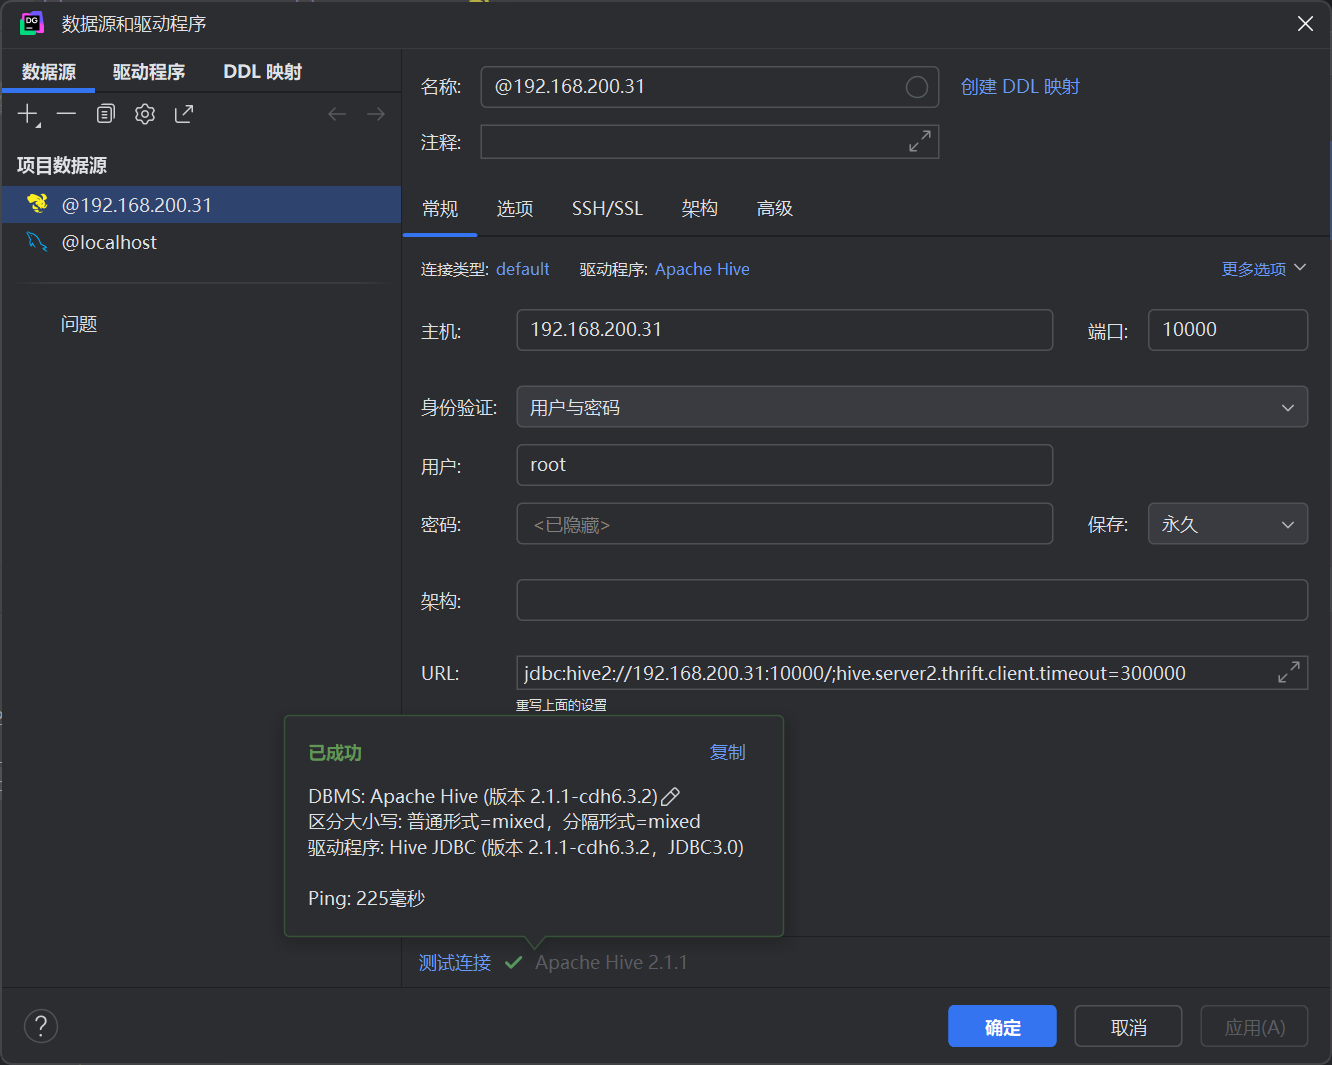 DG
数据源和驱动程序
数据源 驱动程序 DDL 映射
项目数据源
@192.168.200.31
@localhost
问题
名称: @192.168.200.31 创建 DDL 映射
注释:
常规 选项 SSH/SSL 架构 高级
连接类型: default 驱动程序: Apache Hive 更多选项
主机: 192.168.200.31 端口: 10000
身份验证: 用户与密码
用户: root
密码: <已隐藏> 保存: 永久
架构:
URL: jdbc:hive2://192.168.200.31:10000/;hive.server2.thrift.client.timeout=300000
重写上面的设置
已成功 复制
DBMS: Apache Hive (版本 2.1.1-cdh6.3.2)
区分大小写: 普通形式=mixed，分隔形式=mixed
驱动程序: Hive JDBC (版本 2.1.1-cdh6.3.2，JDBC3.0)
Ping: 225毫秒
测试连接 Apache Hive 2.1.1
? 确定 取消 应用(A)